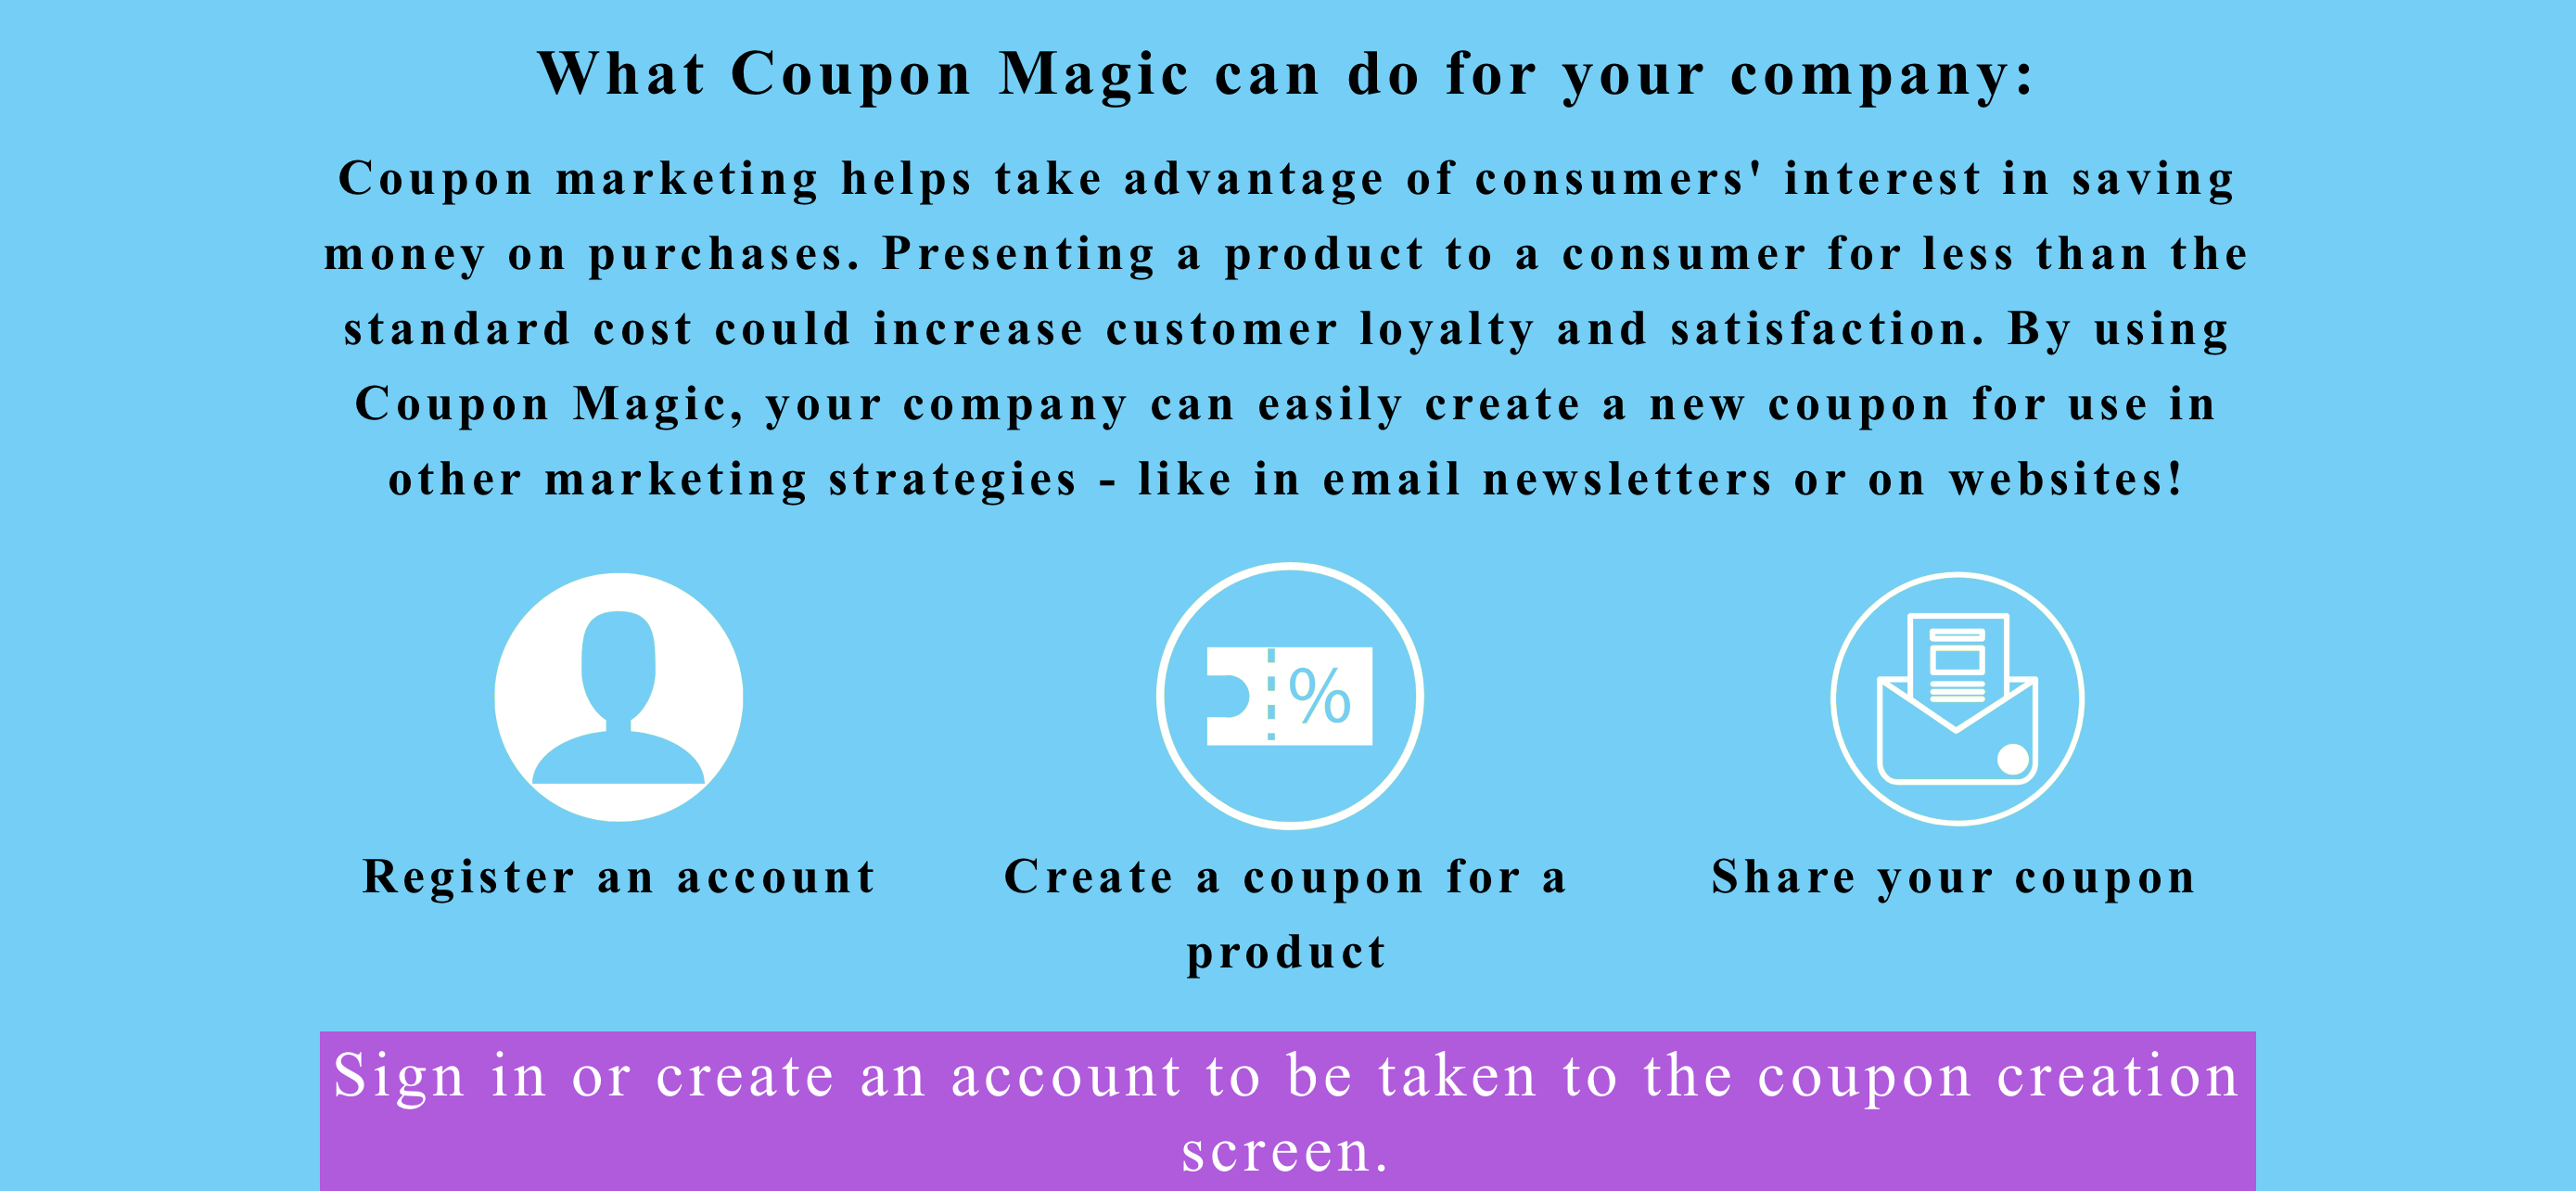 What Coupon Magic can do for your company:
Coupon marketing helps take advantage of consumers' interest in saving
money on purchases. Presenting a product to a consumer for less than the
standard cost could increase customer loyalty and satisfaction. By using
Coupon Magic, your company can easily create a new coupon for use in
other marketing strategies - like in email newsletters or on websites!
%
Register an account
Create a coupon for a
product
Share your coupon
Sign in or create an account to be taken to the coupon creation
screen.